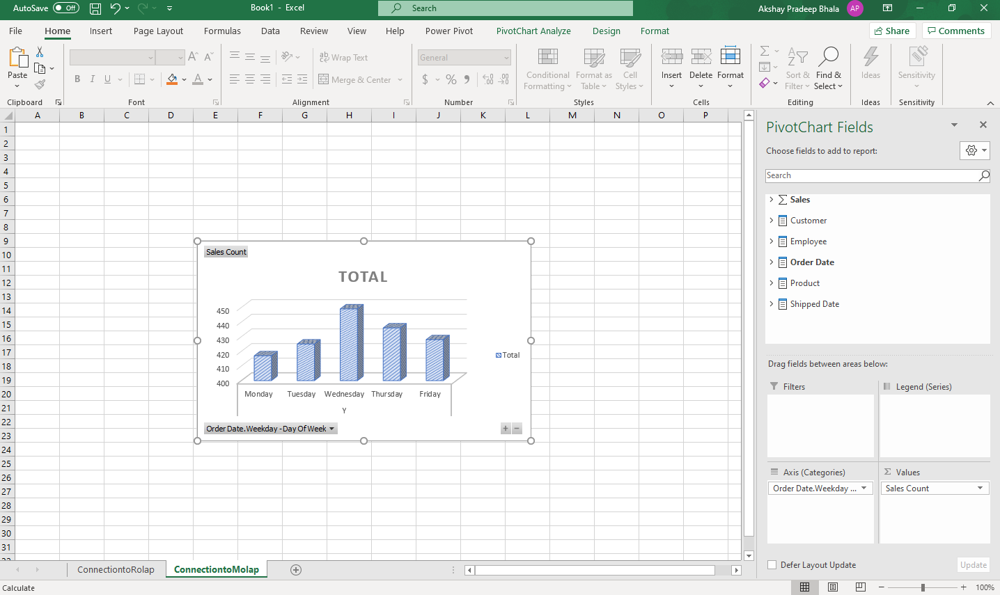 AutoSave Off Book1 - Excel Search Akshay Pradeep Bhala AP
File Home Insert Page Layout Formulas Data Review View Help Power Pivot PivotChart Analyze Design Format Share Comments
Paste
Clipboard
B I U A A A
Font
ab Wrap Text
Merge & Center
Alignment
General
$ % 9 .00 .00
Number
Conditional Formatting
Format as Table
Cell Styles
Styles
Insert Delete Format
Cells
Sort & Filter
Find & Select
Editing
Ideas
Ideas
Sensitivity
Sensitivity
A B C D E F G H I J K L M N O P
1
2
3
4
5
6
7
8
9
10
11
12
13
14
15
16
17
18
19
20
21
22
23
24
25
26
27
28
29
30
31
Sales Count
TOTAL
450
440
430
420
410
400
Monday Tuesday Wednesday Thursday Friday
Y
Total
Order Date.Weekday - Day Of Week
+ −
PivotChart Fields
Choose fields to add to report:
Search
Σ Sales
Customer
Employee
Order Date
Product
Shipped Date
Drag fields between areas below:
Filters Legend (Series)
Axis (Categories) Σ Values
Order Date.Weekday ... Sales Count
Defer Layout Update Update
ConnectiontoRolap ConnectiontoMolap
Calculate 100%